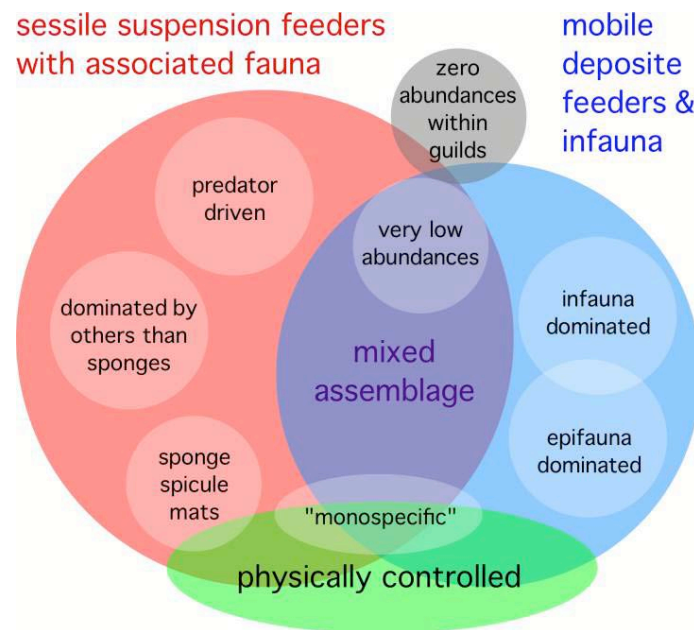 sessile suspension feeders
with associated fauna
mobile
deposite
feeders &
infauna
zero
abundances
within
guilds
predator
driven
very low
abundances
dominated by
others than
sponges
infauna
dominated
mixed
assemblage
epifauna
dominated
sponge
spicule
mats
"monospecific"
physically controlled